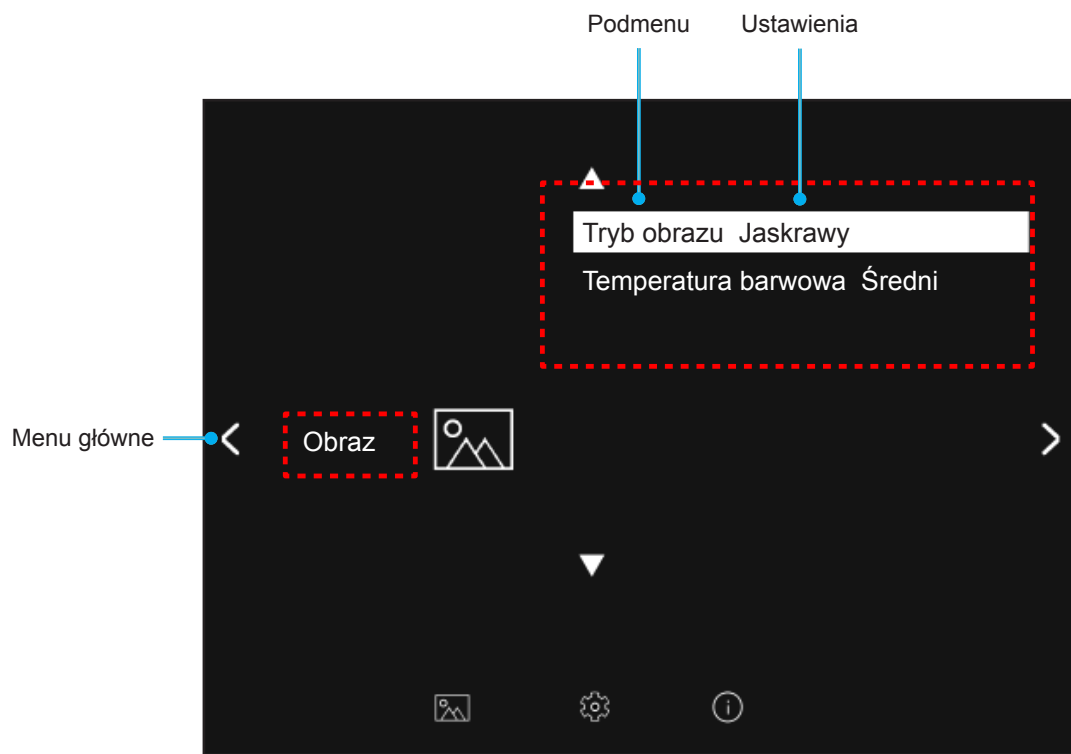 Podmenu Ustawienia
Tryb obrazu Jaskrawy
Temperatura barwowa Średni
Menu główne
Obraz